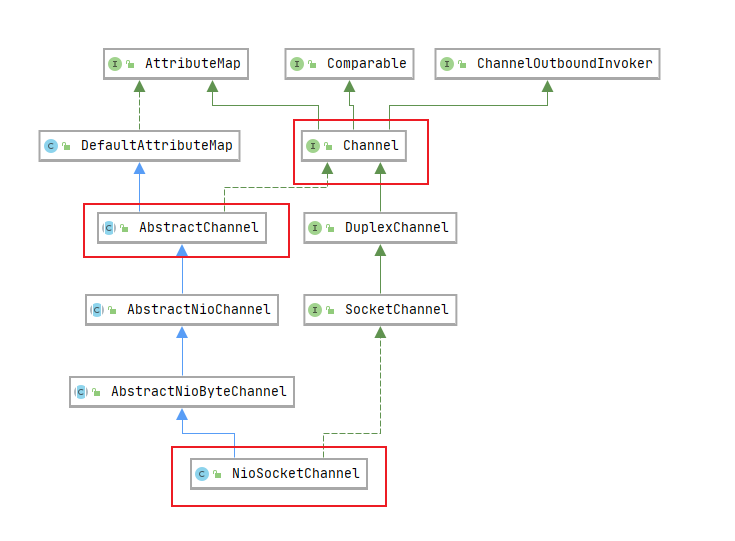 I AttributeMap
I Comparable
I ChannelOutboundInvoker
C DefaultAttributeMap
I Channel
C AbstractChannel
I DuplexChannel
C AbstractNioChannel
I SocketChannel
C AbstractNioByteChannel
C NioSocketChannel